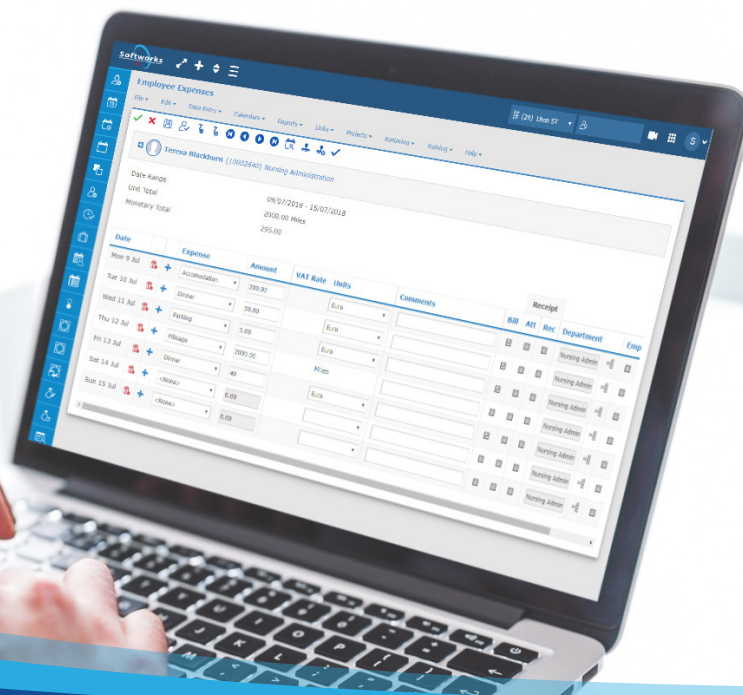 Softworks
(29) Lhon ST
S
Employee Expenses
File Edit Data Entry Calendars Reports Links Projects Rostering Training Help
Teresa Blackburn (10002640) Nursing Administration
Date Range 09/07/2018 - 15/07/2018
Unit Total 2000.00 Miles
Monetary Total 295.00
Receipt
Date Expense Amount VAT Rate Units Comments Bill Att Rec Department Emp
Mon 9 Jul Accomodation 200.00 Euro Nursing Admin
Tue 10 Jul Dinner 50.00 Euro Nursing Admin
Wed 11 Jul Parking 5.00 Euro Nursing Admin
Thu 12 Jul Mileage 2000.00 Miles Nursing Admin
Fri 13 Jul Dinner 40 Euro Nursing Admin
Sat 14 Jul <None> 0.00 Nursing Admin
Sun 15 Jul <None> 0.00